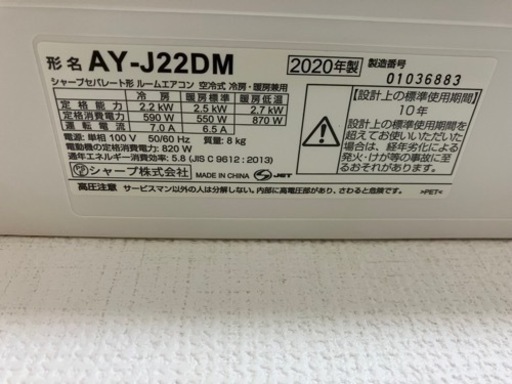 形名 AY-J22DM 2020年製 製造番号 01036883
シャープセパレート形 ルームエアコン 空冷式 冷房・暖房兼用
冷 房 暖房標準 暖房低温
定 格 能 力 2.2 kW 2.5 kW 2.7 kW
定格消費電力 590 W 550 W 870 W
運 転 電 流 7.0 A 6.5 A
電源:単相 100 V 50/60 Hz 質量:8 kg
電動機の定格消費電力:820 W
通年エネルギー消費効率:5.8 (JIS C 9612:2013)
シャープ株式会社 MADE IN CHINA JET
高圧注意 サービスマン以外の人は分解しない。内部に高電圧部があり、さわると危険です。
【設計上の標準使用期間】
10年
設計上の標準使用期間を
超えてお使いいただいた
場合は、経年劣化による
発火・けが等の事故に至
るおそれがあります。
>PET<